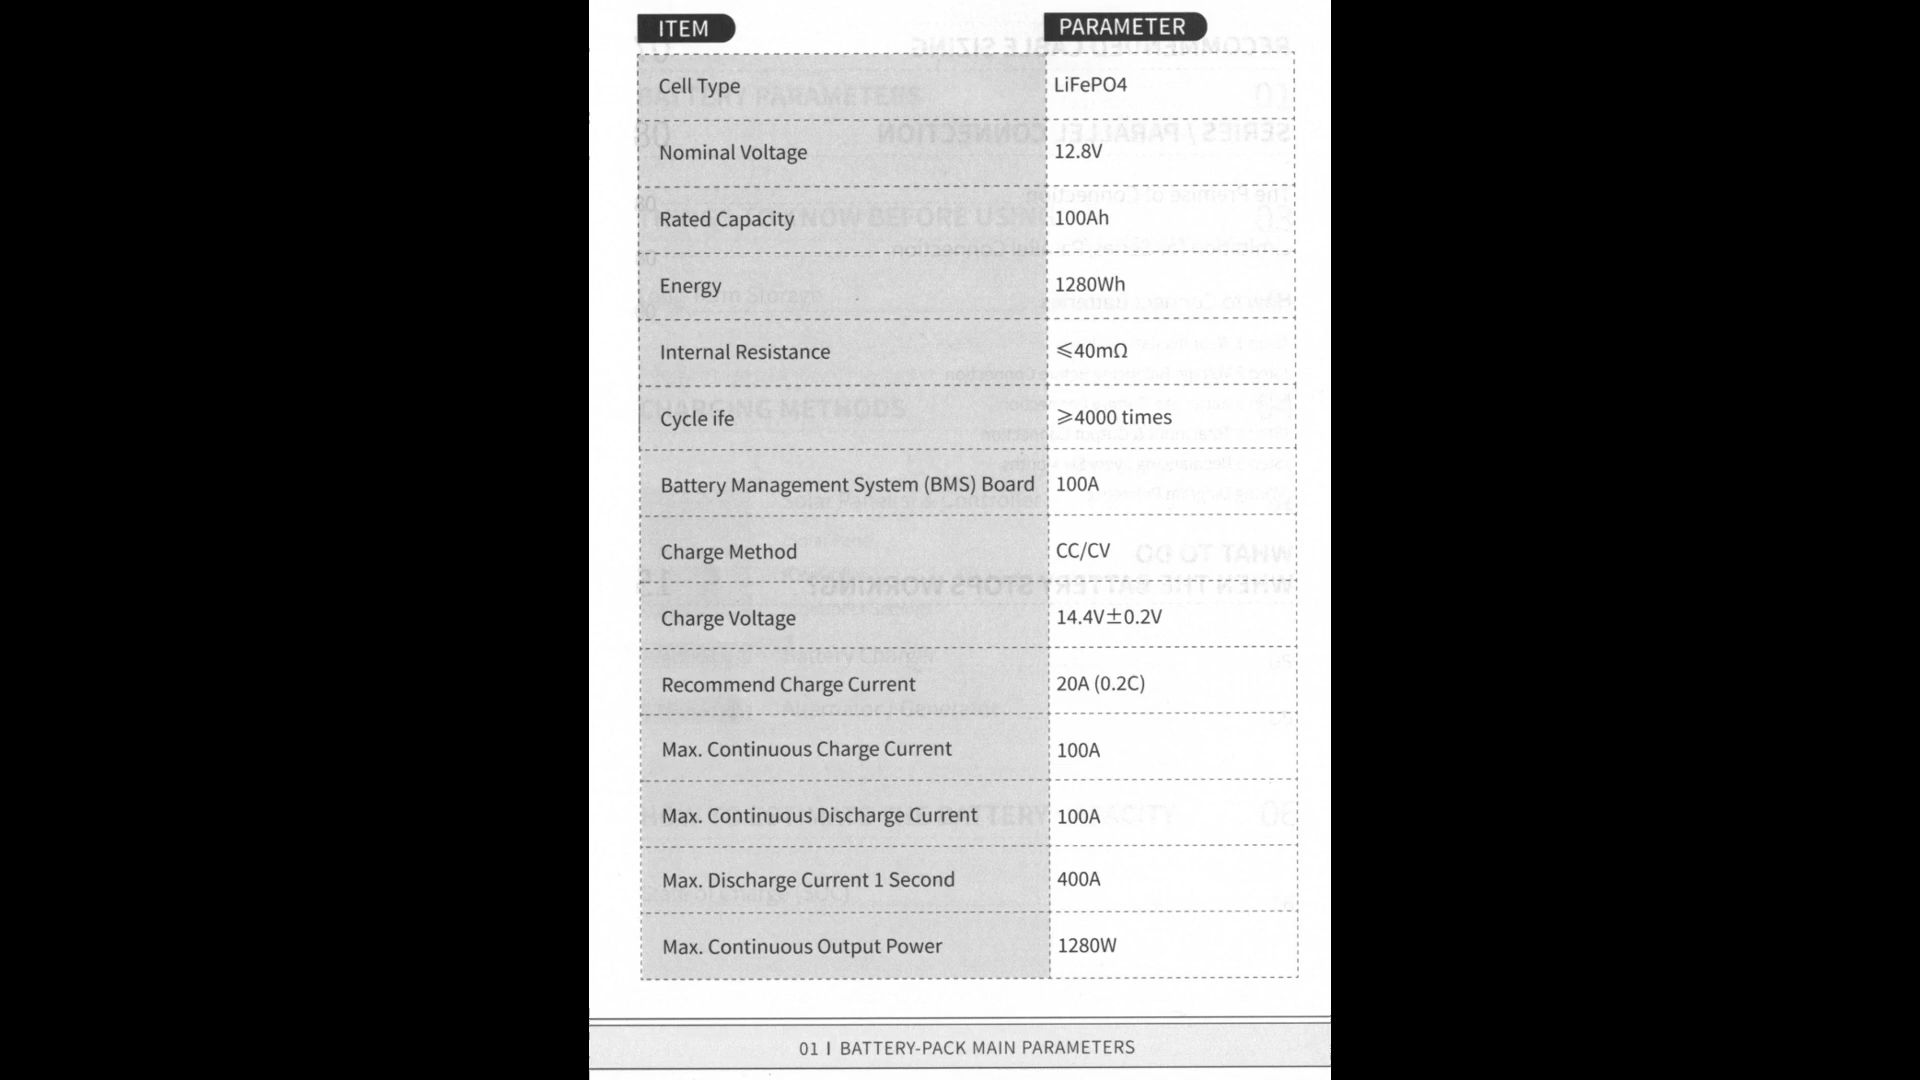 ITEM PARAMETER
Cell Type LiFePO4
Nominal Voltage 12.8V
Rated Capacity 100Ah
Energy 1280Wh
Internal Resistance ≤40mΩ
Cycle ife ≥4000 times
Battery Management System (BMS) Board 100A
Charge Method CC/CV
Charge Voltage 14.4V±0.2V
Recommend Charge Current 20A (0.2C)
Max. Continuous Charge Current 100A
Max. Continuous Discharge Current 100A
Max. Discharge Current 1 Second 400A
Max. Continuous Output Power 1280W
01 I BATTERY-PACK MAIN PARAMETERS